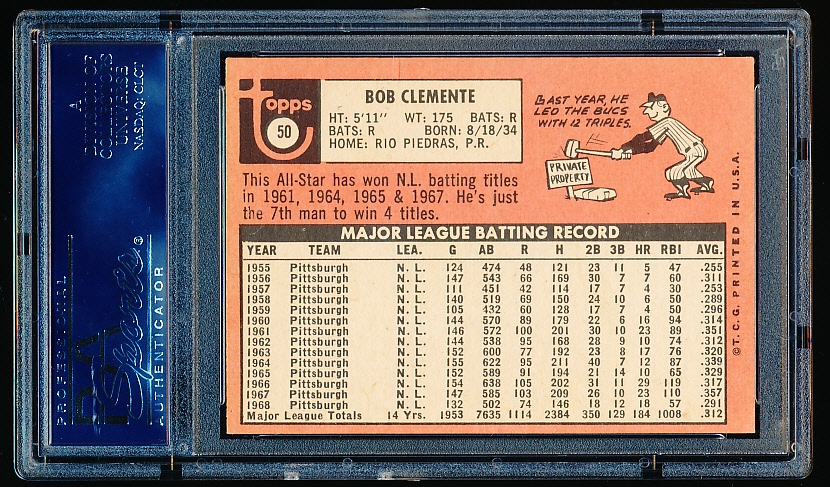 A
DIVISION OF
COLLECTORS
UNIVERSE
NASDAQ: CLCT
PROFESSIONAL
PSA
Sports ®
AUTHENTICATOR
topps
50
BOB CLEMENTE
HT: 5'11" WT: 175 BATS: R
BATS: R BORN: 8/18/34
HOME: RIO PIEDRAS, P.R.
LAST YEAR, HE
LED THE BUCS
WITH 12 TRIPLES.
PRIVATE
PROPERTY
This All-Star has won N.L. batting titles
in 1961, 1964, 1965 & 1967. He's just
the 7th man to win 4 titles.
MAJOR LEAGUE BATTING RECORD
YEAR TEAM LEA. G AB R H 2B 3B HR RBI AVG.
1955 Pittsburgh N. L. 124 474 48 121 23 11 5 47 .255
1956 Pittsburgh N. L. 147 543 66 169 30 7 7 60 .311
1957 Pittsburgh N. L. 111 451 42 114 17 7 4 30 .253
1958 Pittsburgh N. L. 140 519 69 150 24 10 6 50 .289
1959 Pittsburgh N. L. 105 432 60 128 17 7 4 50 .296
1960 Pittsburgh N. L. 144 570 89 179 22 6 16 94 .314
1961 Pittsburgh N. L. 146 572 100 201 30 10 23 89 .351
1962 Pittsburgh N. L. 144 538 95 168 28 9 10 74 .312
1963 Pittsburgh N. L. 152 600 77 192 23 8 17 76 .320
1964 Pittsburgh N. L. 155 622 95 211 40 7 12 87 .339
1965 Pittsburgh N. L. 152 589 91 194 21 14 10 65 .329
1966 Pittsburgh N. L. 154 638 105 202 31 11 29 119 .317
1967 Pittsburgh N. L. 147 585 103 209 26 10 23 110 .357
1968 Pittsburgh N. L. 132 502 74 146 18 12 18 57 .291
Major League Totals 14 Yrs. 1953 7635 1114 2384 350 129 184 1008 .312
©T.C.G. PRINTED IN U.S.A.